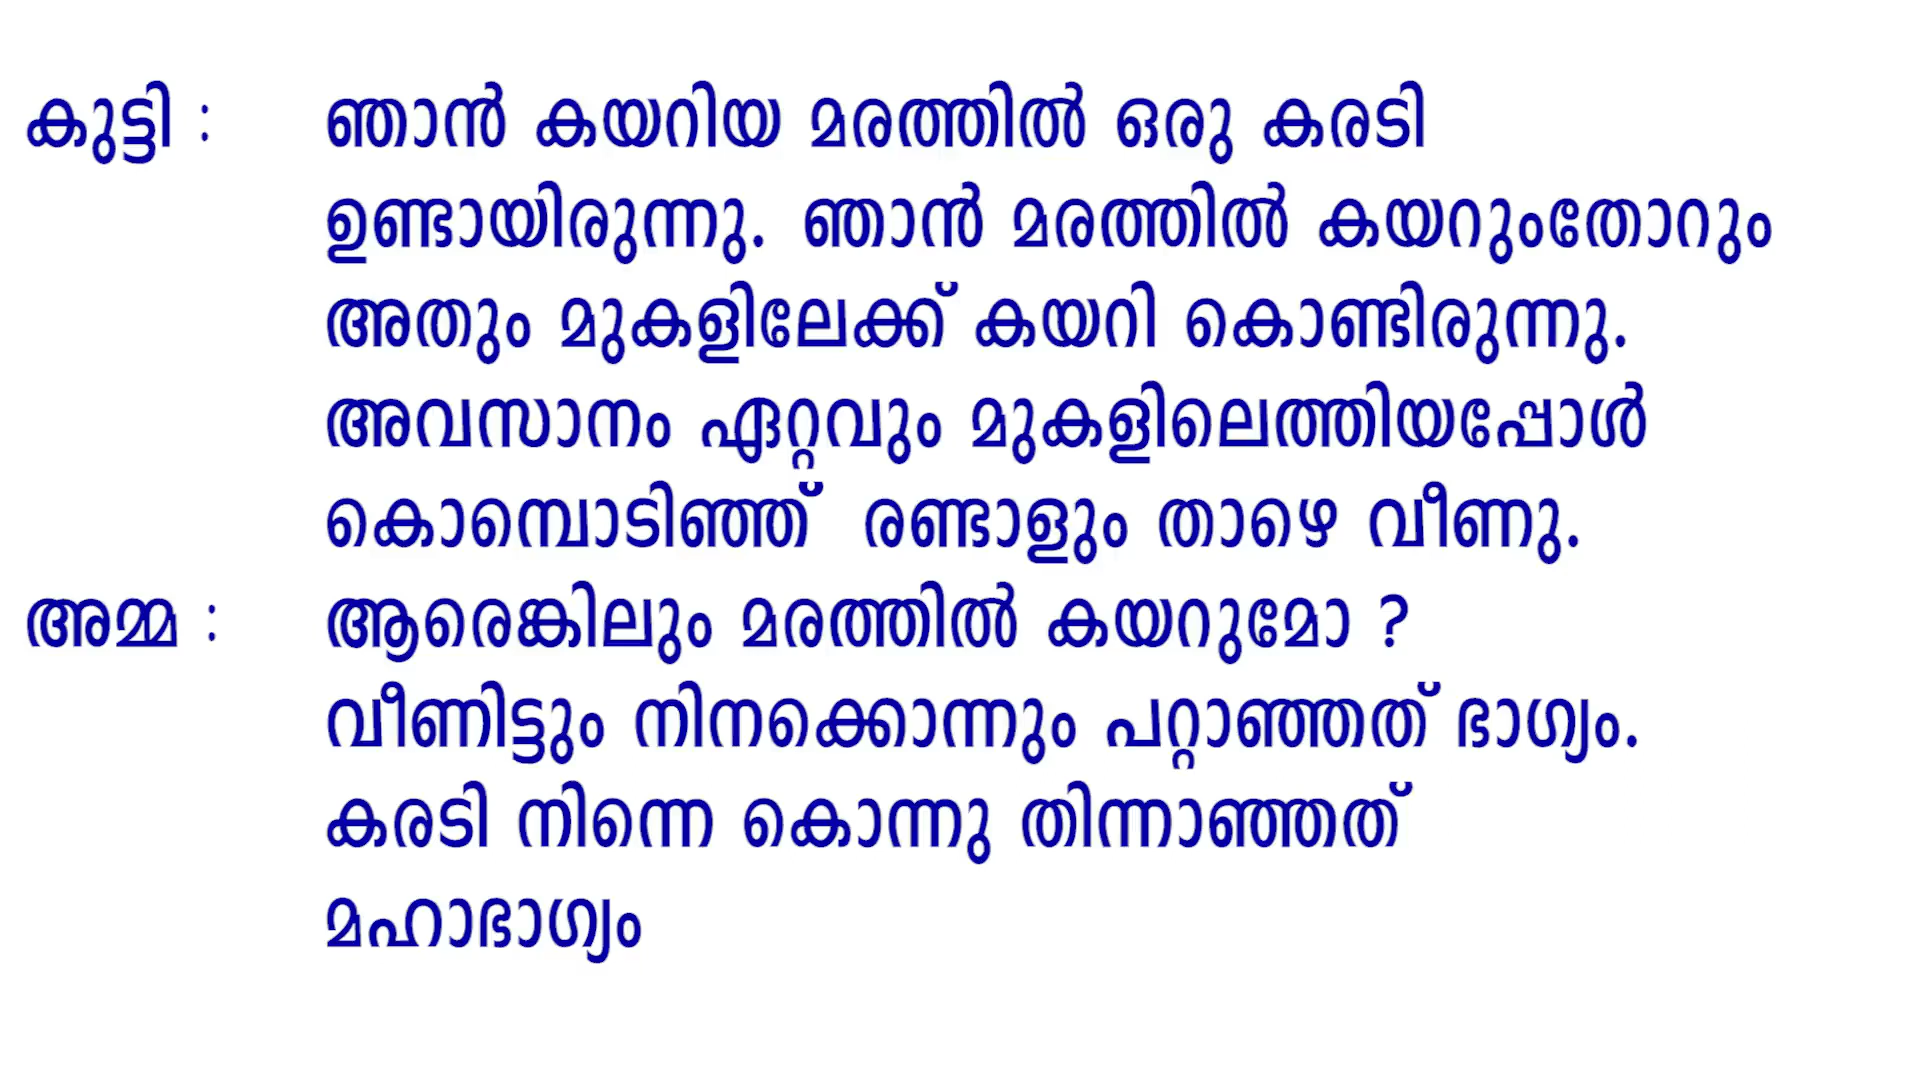 കുട്ടി : ഞാൻ കയറിയ മരത്തിൽ ഒരു കരടി
ഉണ്ടായിരുന്നു. ഞാൻ മരത്തിൽ കയറുംതോറും
അതും മുകളിലേക്ക് കയറി കൊണ്ടിരുന്നു.
അവസാനം ഏറ്റവും മുകളിലെത്തിയപ്പോൾ
കൊമ്പൊടിഞ്ഞ് രണ്ടാളും താഴെ വീണു.
അമ്മ : ആരെങ്കിലും മരത്തിൽ കയറുമോ ?
വീണിട്ടും നിനക്കൊന്നും പറ്റാഞ്ഞത് ഭാഗ്യം.
കരടി നിന്നെ കൊന്നു തിന്നാഞ്ഞത്
മഹാഭാഗ്യം